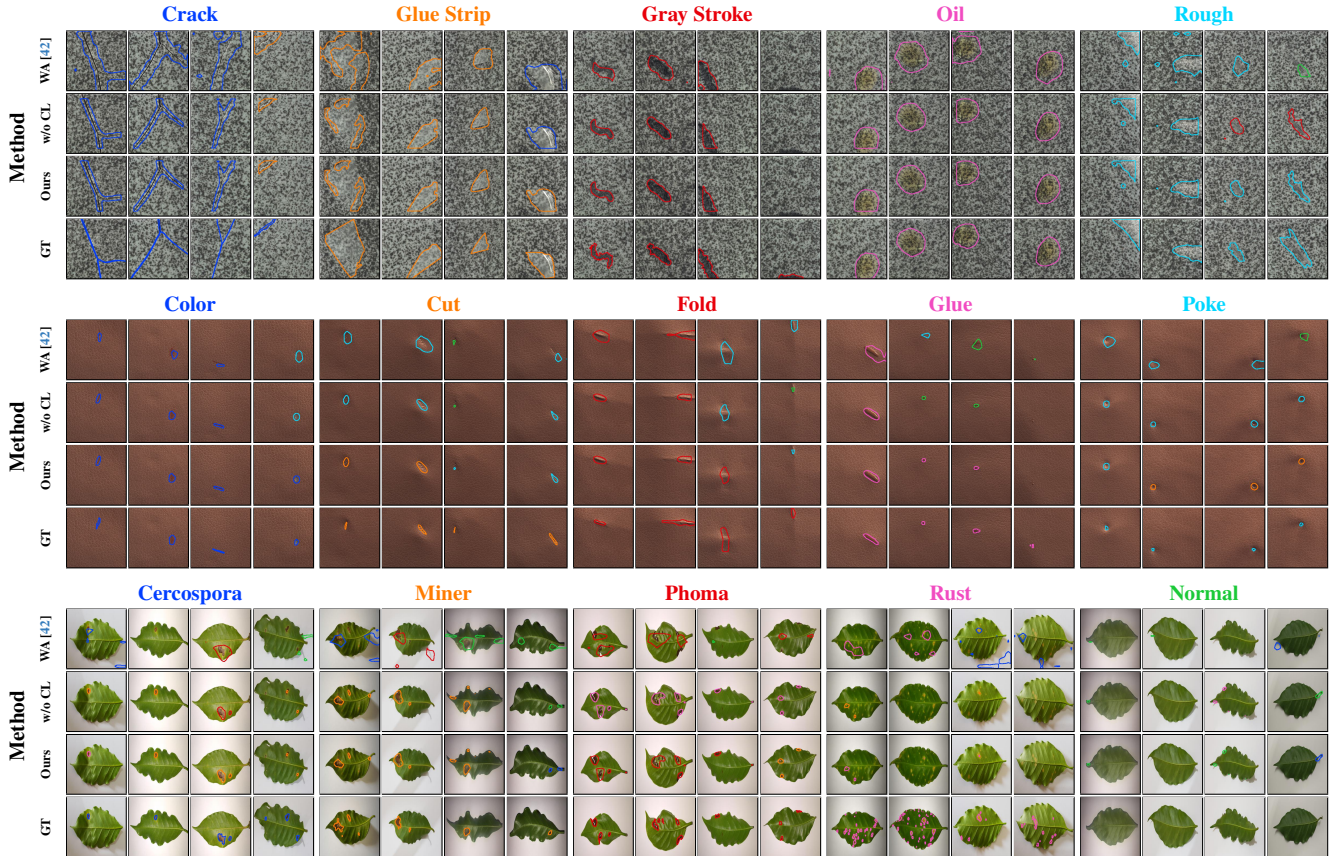 Crack Glue Strip Gray Stroke Oil Rough
Method
WA [42]
w/o CL
Ours
GT
Color Cut Fold Glue Poke
Method
WA [42]
w/o CL
Ours
GT
Cercospora Miner Phoma Rust Normal
Method
WA [42]
w/o CL
Ours
GT